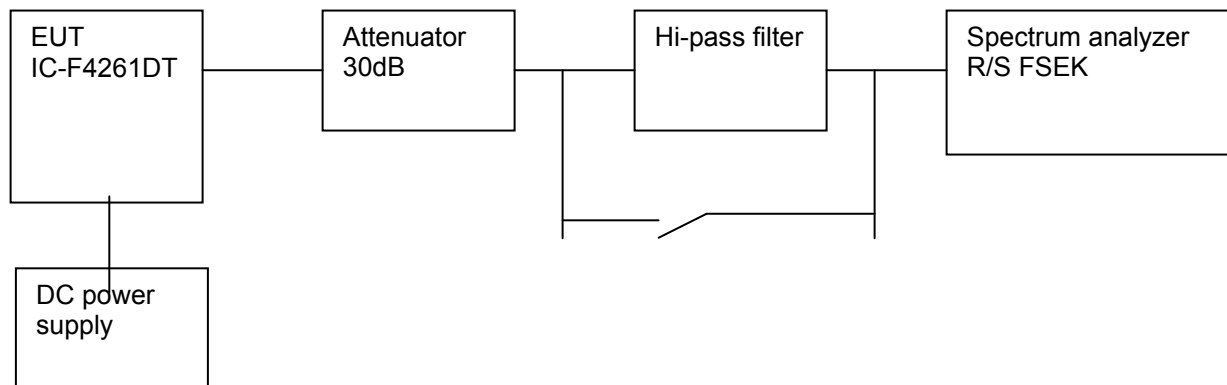 EUT
IC-F4261DT
Attenuator
30dB
Hi-pass filter
Spectrum analyzer
R/S FSEK
DC power
supply